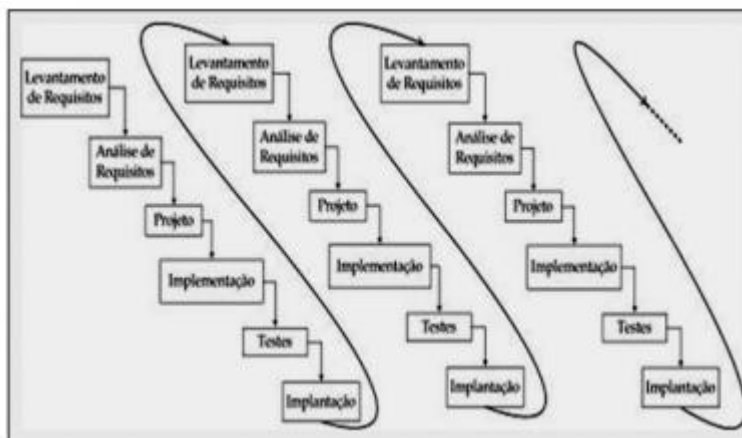 Levantamento
de Requisitos
Análise de
Requisitos
Projeto
Implementação
Testes
Implantação
Levantamento
de Requisitos
Análise de
Requisitos
Projeto
Implementação
Testes
Implantação
Levantamento
de Requisitos
Análise de
Requisitos
Projeto
Implementação
Testes
Implantação